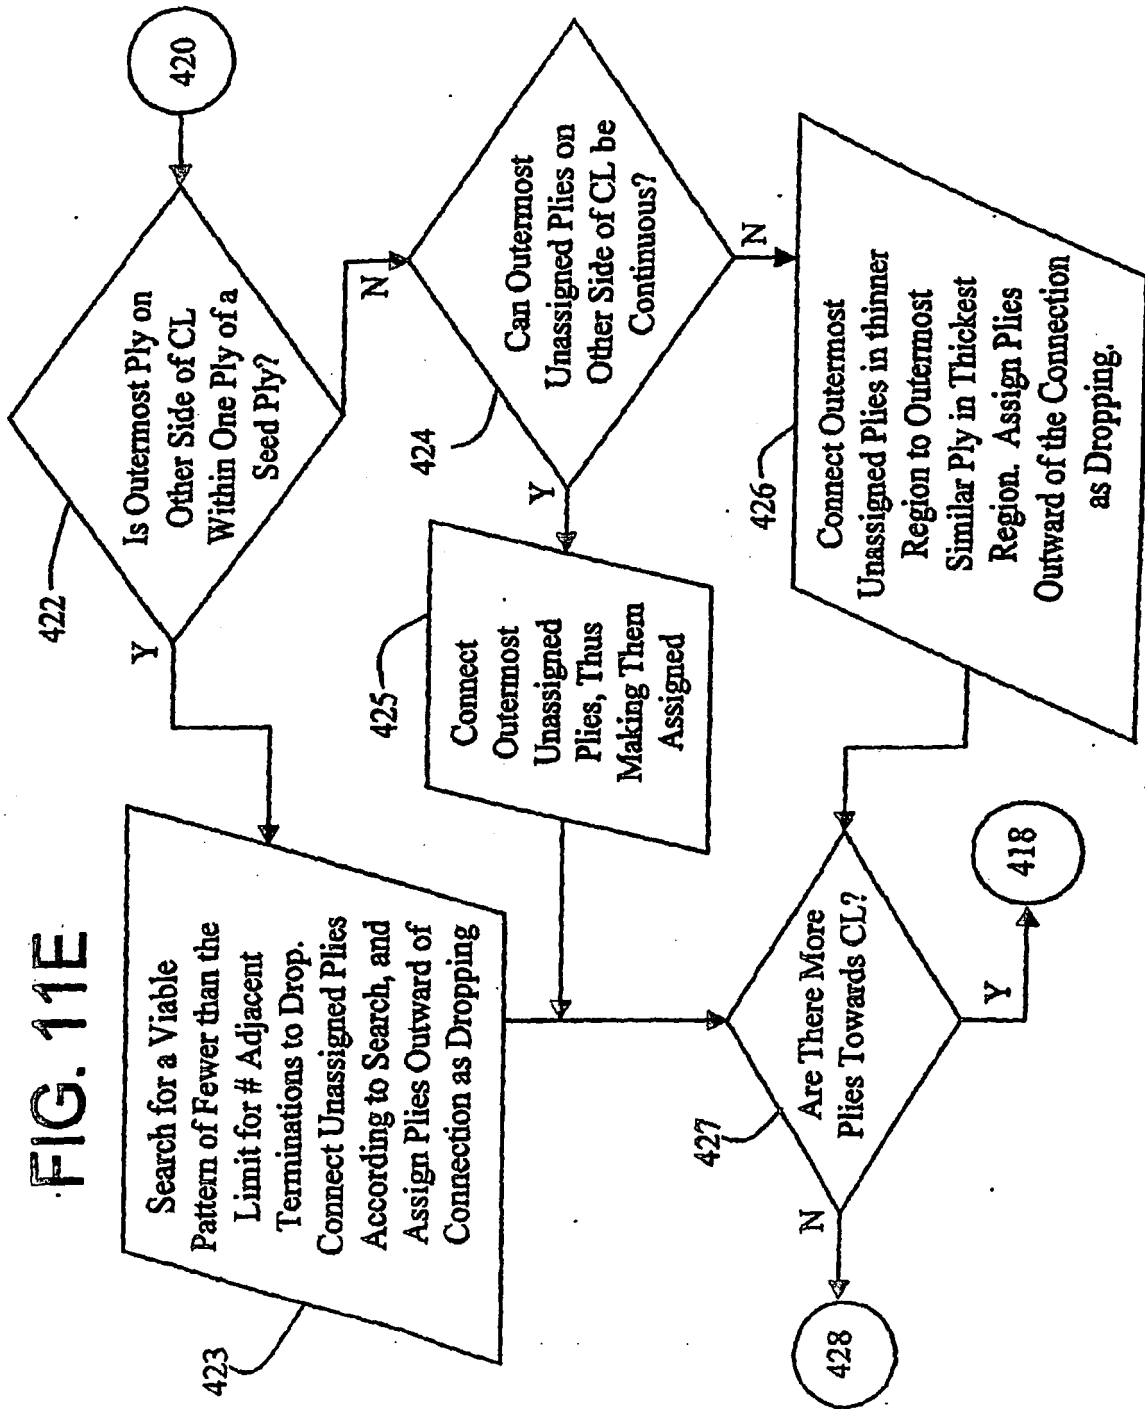 FIG. 11E
420
Is Outermost Ply on
Other Side of CL
Within One Ply of a
Seed Ply?
422
Y
N
Search for a Viable
Pattern of Fewer than the
Limit for # Adjacent
Terminations to Drop.
Connect Unassigned Plies
According to Search, and
Assign Plies Outward of
Connection as Dropping
423
Can Outermost
Unassigned Plies on
Other Side of CL be
Continuous?
424
Y
N
Connect
Outermost
Unassigned
Plies, Thus
Making Them
Assigned
425
Connect Outermost
Unassigned Plies in thinner
Region to Outermost
Similar Ply in Thickest
Region. Assign Plies
Outward of the Connection
as Dropping.
426
Are There More
Plies Towards CL?
427
N
Y
428
418